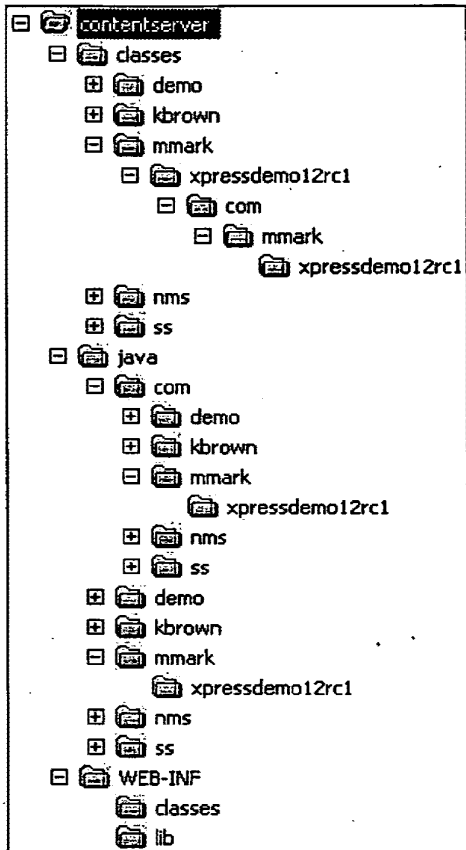 contentserver
classes
demo
kbrown
mmark
xpressdemo12rc1
com
mmark
xpressdemo12rc1
nms
ss
java
com
demo
kbrown
mmark
xpressdemo12rc1
nms
ss
demo
kbrown
mmark
xpressdemo12rc1
nms
ss
WEB-INF
classes
lib